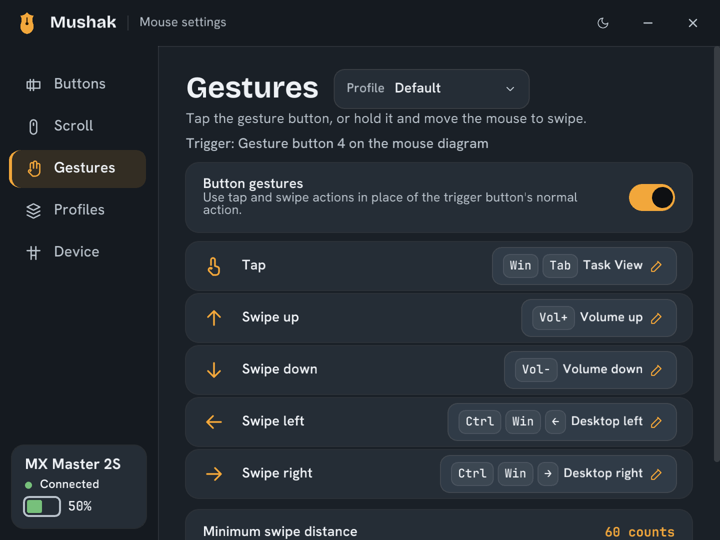 Mushak
Mouse settings
Buttons
Scroll
Gestures
Profiles
Device
MX Master 2S
Connected
50%
Gestures
Profile Default
Tap the gesture button, or hold it and move the mouse to swipe.
Trigger: Gesture button 4 on the mouse diagram
Button gestures
Use tap and swipe actions in place of the trigger button's normal
action.
Tap
Win Tab Task View
Swipe up
Vol+ Volume up
Swipe down
Vol- Volume down
Swipe left
Ctrl Win ← Desktop left
Swipe right
Ctrl Win → Desktop right
Minimum swipe distance
60 counts